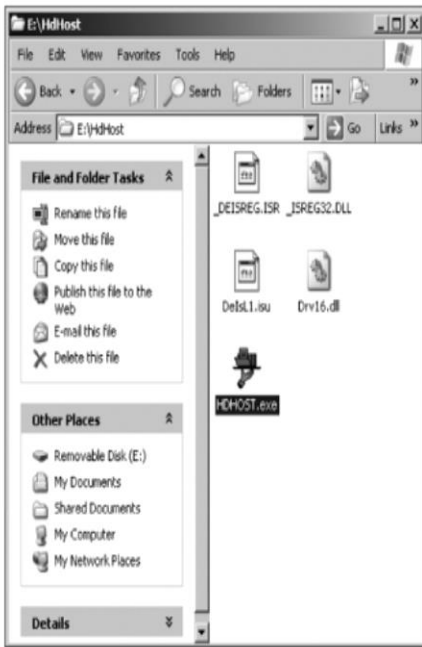 E:\HdHost
File Edit View Favorites Tools Help
Back Search Folders »
Address E:\HdHost Go Links »
File and Folder Tasks
Rename this file
Move this file
Copy this file
Publish this file to the
Web
E-mail this file
Delete this file
Other Places
Removable Disk (E:)
My Documents
Shared Documents
My Computer
My Network Places
Details
_DEISREG.ISR _ISREG32.DLL
DeIsL1.isu Drv16.dll
HDHOST.exe